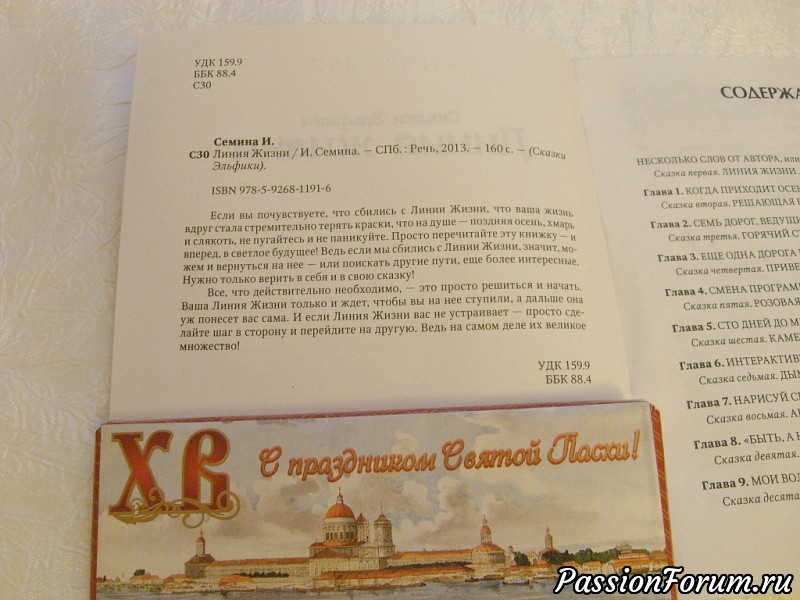 УДК 159.9
ББК 88.4
С30
Семина И.
С30 Линия Жизни / И. Семина. — СПб. : Речь, 2013. — 160 с. — (Сказки
Эльфики).
ISBN 978-5-9268-1191-6
Если вы почувствуете, что сбились с Линии Жизни, что ваша жизнь
вдруг стала стремительно терять краски, что на душе — поздняя осень, хмарь
и слякоть, не пугайтесь и не паникуйте. Просто перечитайте эту книжку — и
вперед, в светлое будущее! Ведь если мы сбились с Линии Жизни, значит, мо-
жем и вернуться на нее — или поискать другие пути, еще более интересные.
Нужно только верить в себя и в свою сказку!
Все, что действительно необходимо, — это просто решиться и начать.
Ваша Линия Жизни только и ждет, чтобы вы на нее ступили, а дальше она
уж понесет вас сама. И если Линия Жизни вас не устраивает — просто сде-
лайте шаг в сторону и перейдите на другую. Ведь на самом деле их великое
множество!
УДК 159.9
ББК 88.4
СОДЕРЖА
НЕСКОЛЬКО СЛОВ ОТ АВТОРА, или
Сказка первая. ЛИНИЯ ЖИЗНИ
Глава 1. КОГДА ПРИХОДИТ ОСЕН
Сказка вторая. РЕШАЮЩАЯ В
Глава 2. СЕМЬ ДОРОГ, ВЕДУЩИ
Сказка третья. ГОРЯЧИЙ СТ
Глава 3. ЕЩЕ ОДНА ДОРОГА
Сказка четвертая. ПРИВЕ
Глава 4. СМЕНА ПРОГРАММ
Сказка пятая. РОЗОВАЯ
Глава 5. СТО ДНЕЙ ДО М
Сказка шестая. КАМЕ
Глава 6. ИНТЕРАКТИВ
Сказка седьмая. ДЫМ
Глава 7. НАРИСУЙ С
Сказка восьмая. А
Глава 8. «БЫТЬ, А Н
Сказка девятая.
Глава 9. МОИ ВОЛ
Сказка десята
ХВ
С праздником Святой Пасхи!
PassionForum.ru